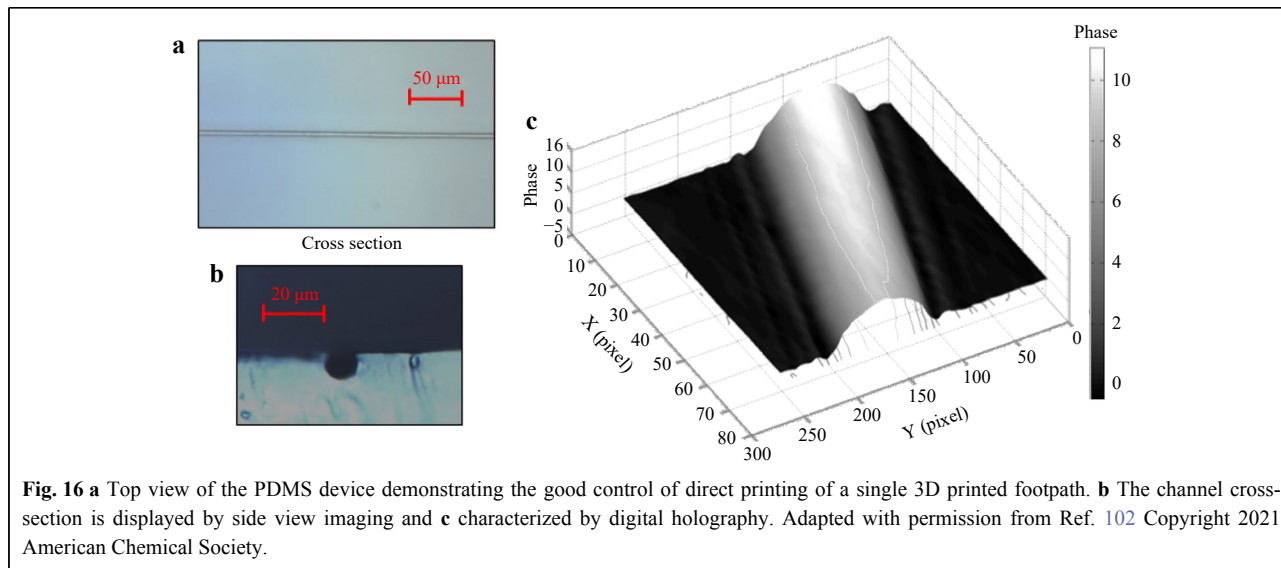 a
50 μm
Cross section
b
20 μm
c
Phase
16
10
5
0
−5
0
10
20
30
40
50
60
70
80
X (pixel)
300
250
200
150
100
50
0
Y (pixel)
Phase
10
8
6
4
2
0
Fig. 16 a Top view of the PDMS device demonstrating the good control of direct printing of a single 3D printed footpath. b The channel cross-
section is displayed by side view imaging and c characterized by digital holography. Adapted with permission from Ref. 102 Copyright 2021
American Chemical Society.